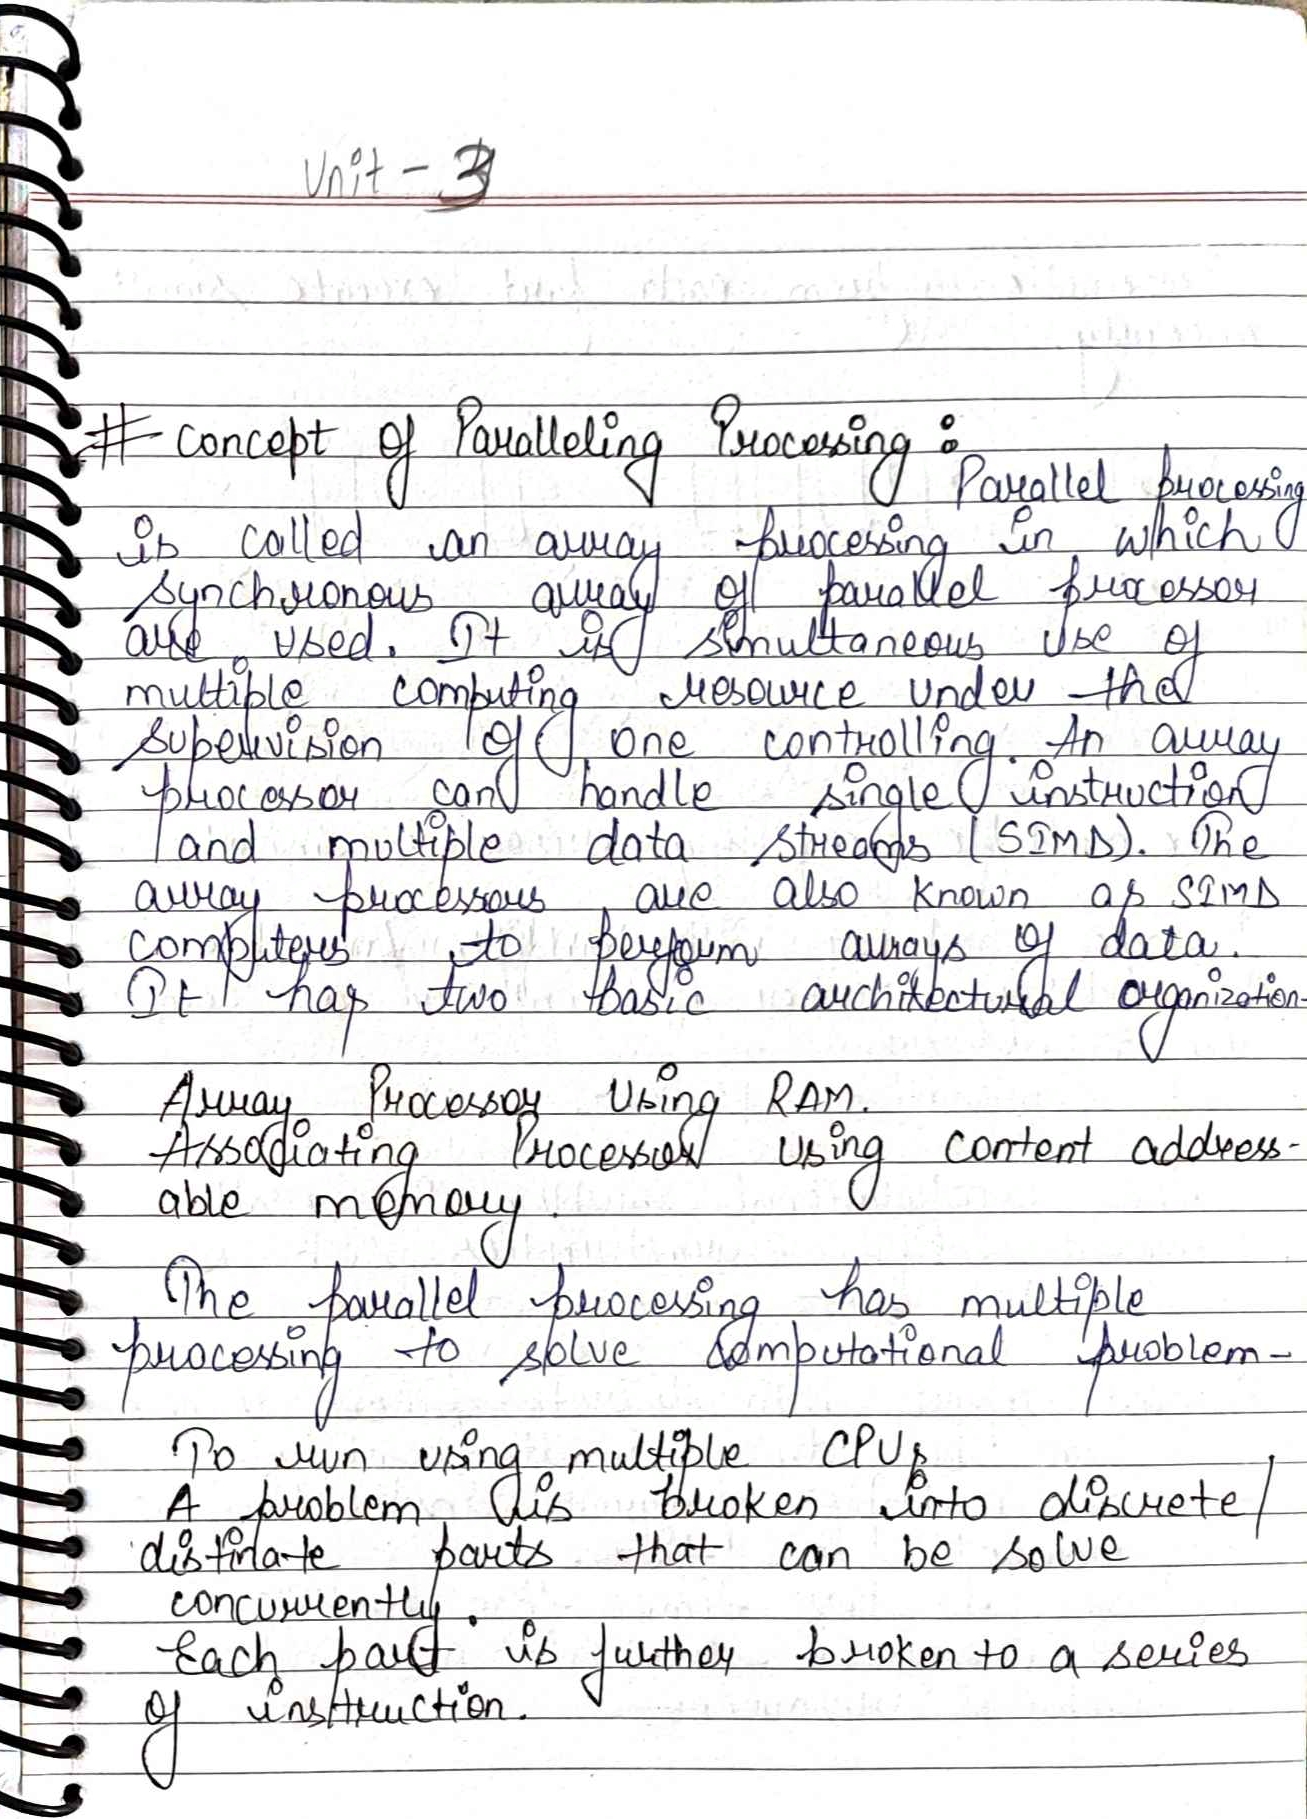 Unit - 3
# concept of Paralleling Processing :
Parallel processing
is called an array processing in which
synchronous array of parallel processor
are used. It is simultaneous use of
multiple computing resource under the
supervision of one controlling. An array
processor can handle single instruction
and multiple data streams (SIMD). The
array processors are also known as SIMD
computers to perform arrays of data.
It has two basic architectural organization-
Array Processor Using RAM.
Associating Processor using content address-
able memory.
The parallel processing has multiple
processing to solve computational problem-
To run using multiple CPUs
A problem is broken into discrete/
distinate parts that can be solve
concurrently.
Each part is further broken to a series
of instruction.